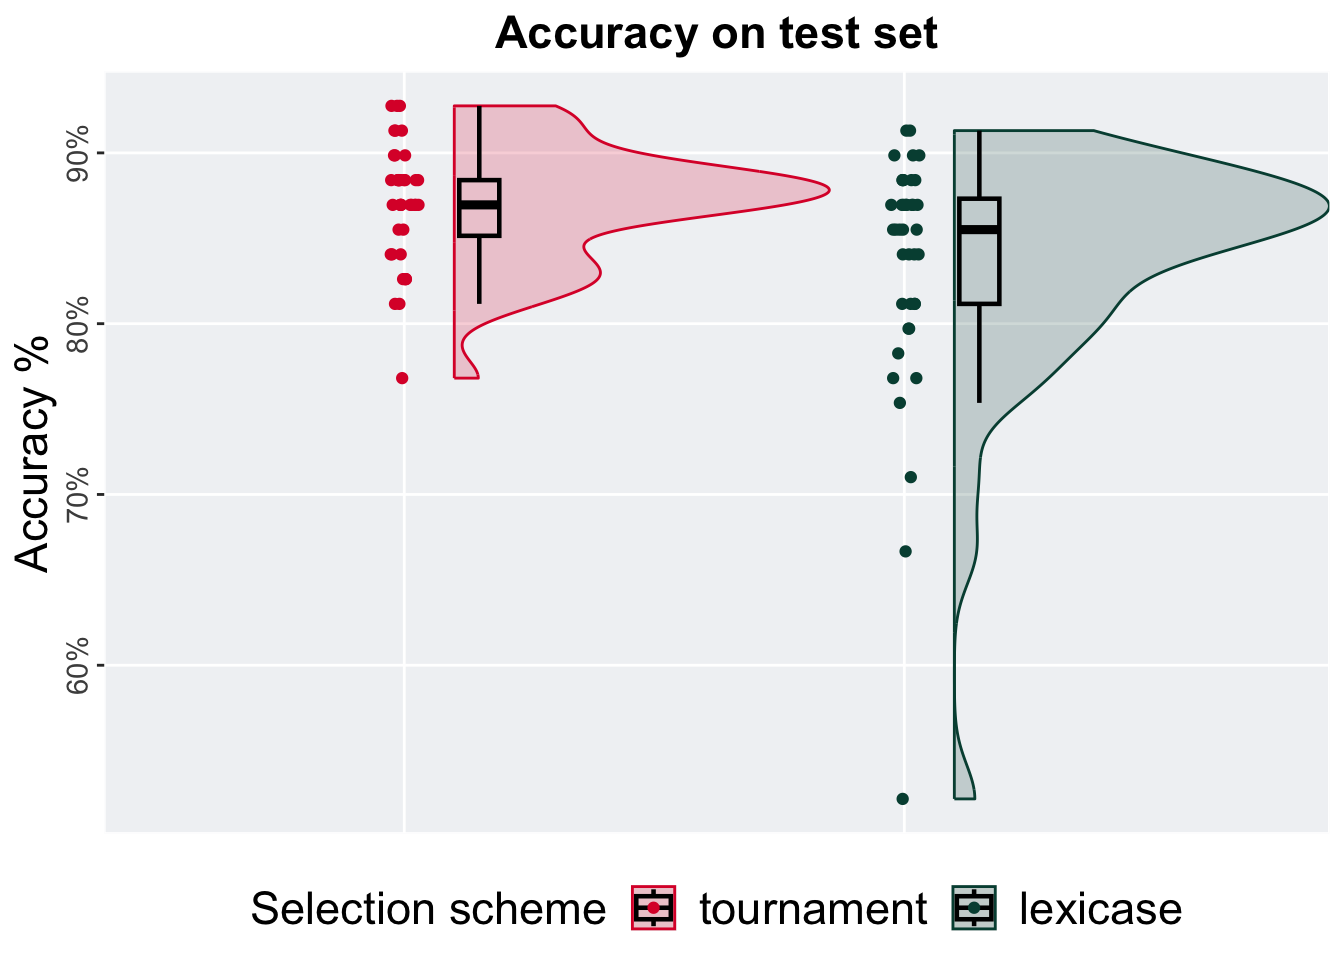 Accuracy on test set
Accuracy %
90%
80%
70%
60%
Selection scheme tournament lexicase